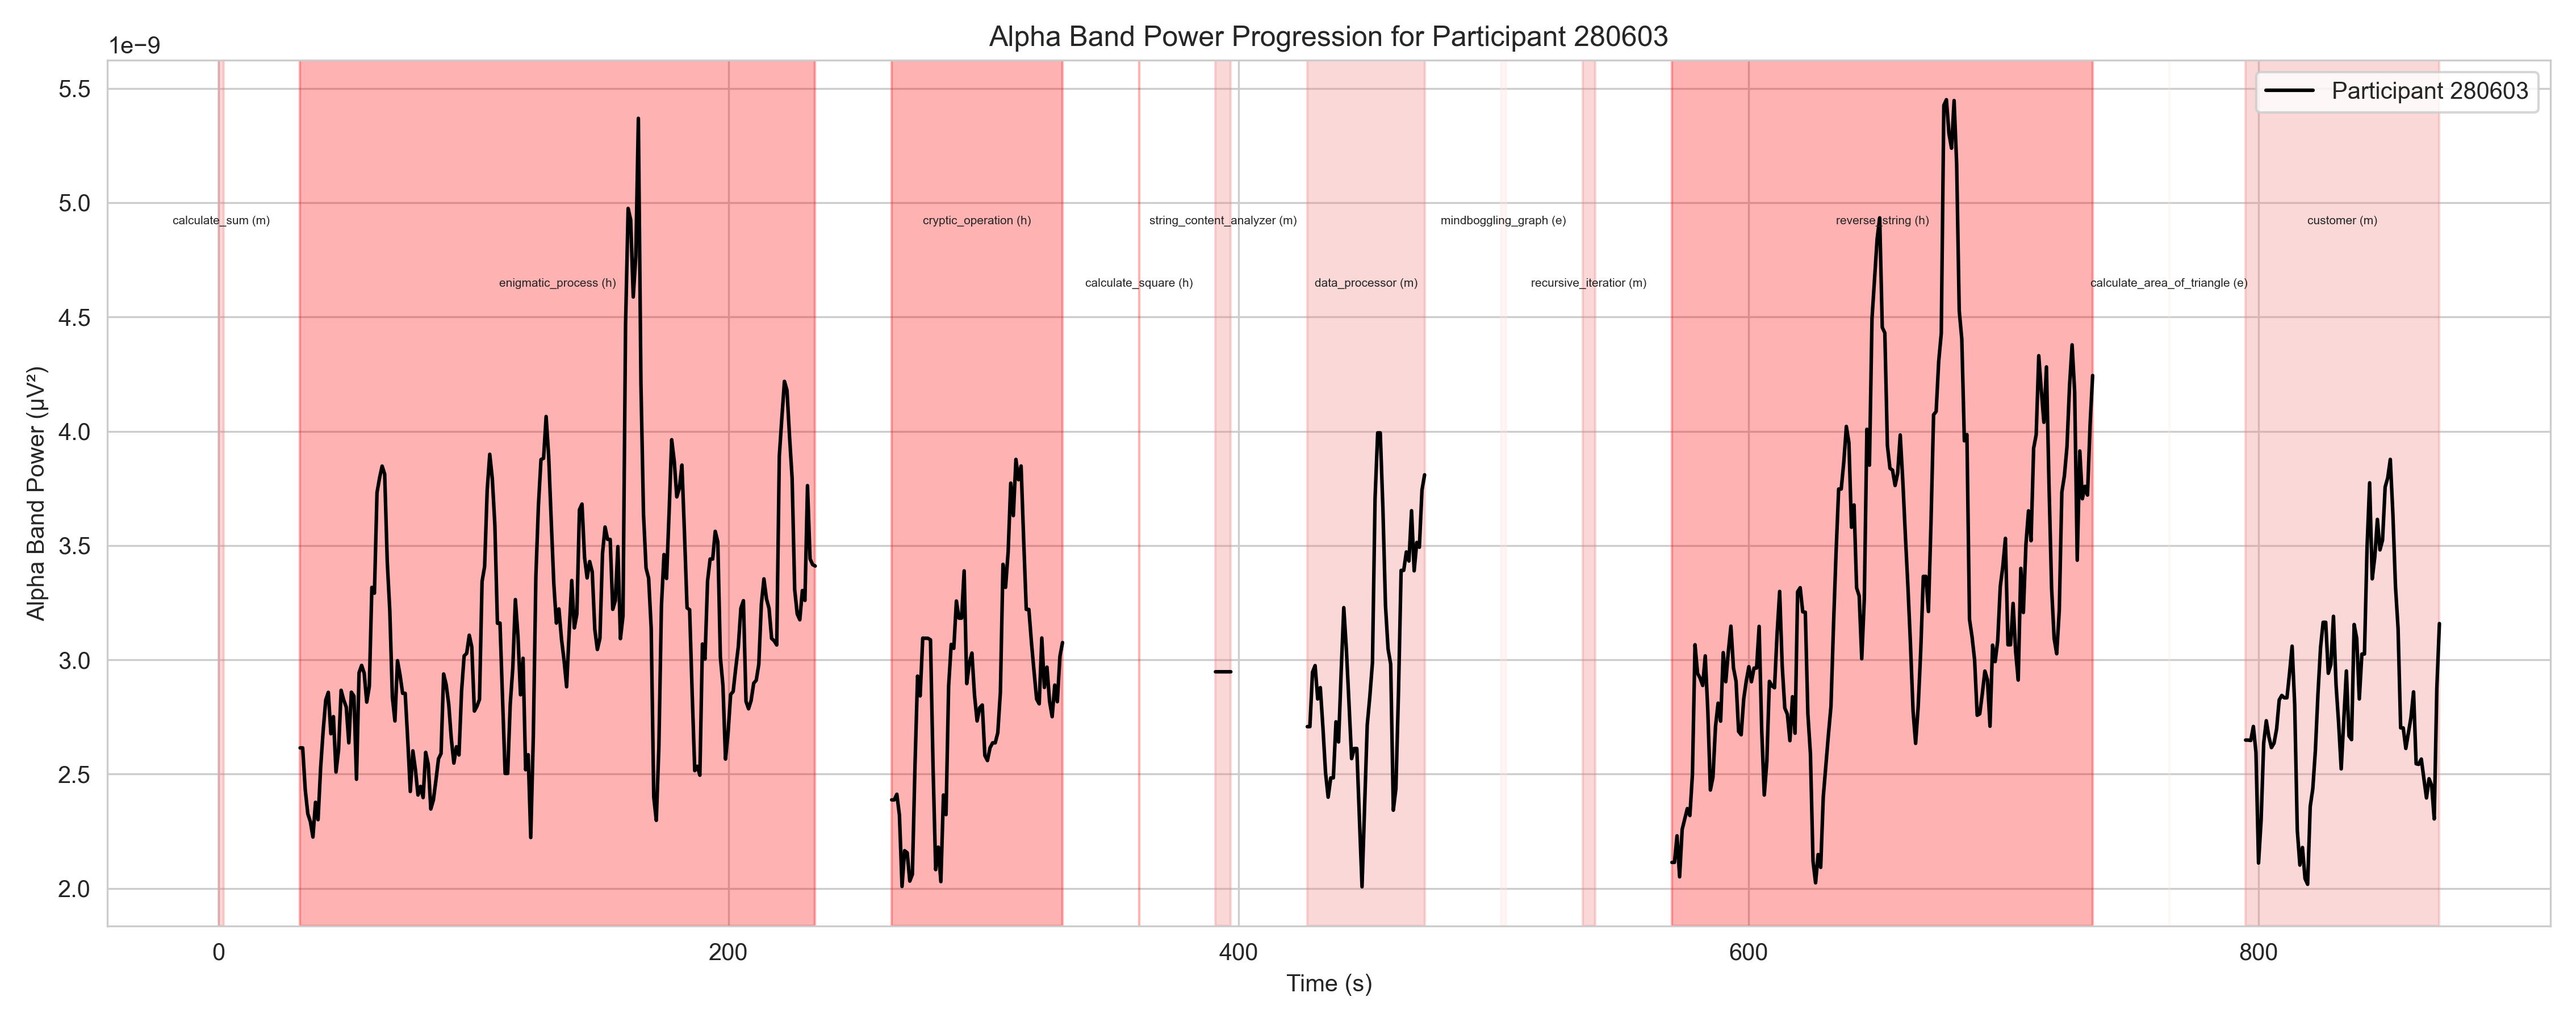 Alpha Band Power Progression for Participant 280603
1e−9
Participant 280603
5.5
5.0
4.5
4.0
3.5
3.0
2.5
2.0
Alpha Band Power (µV²)
calculate_sum (m)
enigmatic_process (h)
cryptic_operation (h)
calculate_square (h)
string_content_analyzer (m)
data_processor (m)
mindboggling_graph (e)
recursive_iteratior (m)
reverse_string (h)
calculate_area_of_triangle (e)
customer (m)
0
200
400
600
800
Time (s)